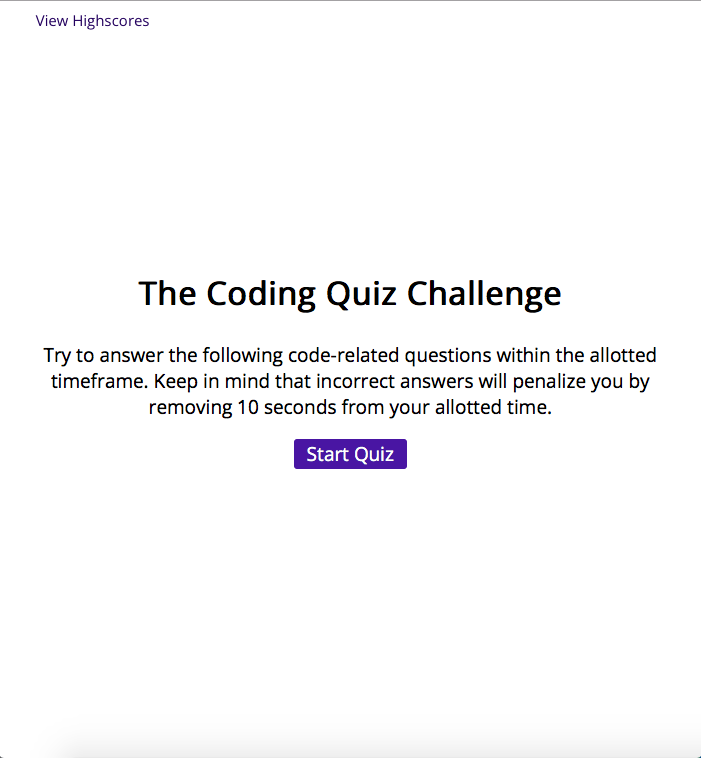 View Highscores
The Coding Quiz Challenge
Try to answer the following code-related questions within the allotted
timeframe. Keep in mind that incorrect answers will penalize you by
removing 10 seconds from your allotted time.
Start Quiz